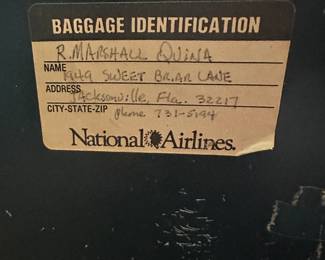 BAGGAGE IDENTIFICATION
R. MARSHALL QUINA
NAME
1949 SWEET BRIAR LANE
ADDRESS
Jacksonville, Fla. 32217
CITY-STATE-ZIP
phone 731-5194
National Airlines.